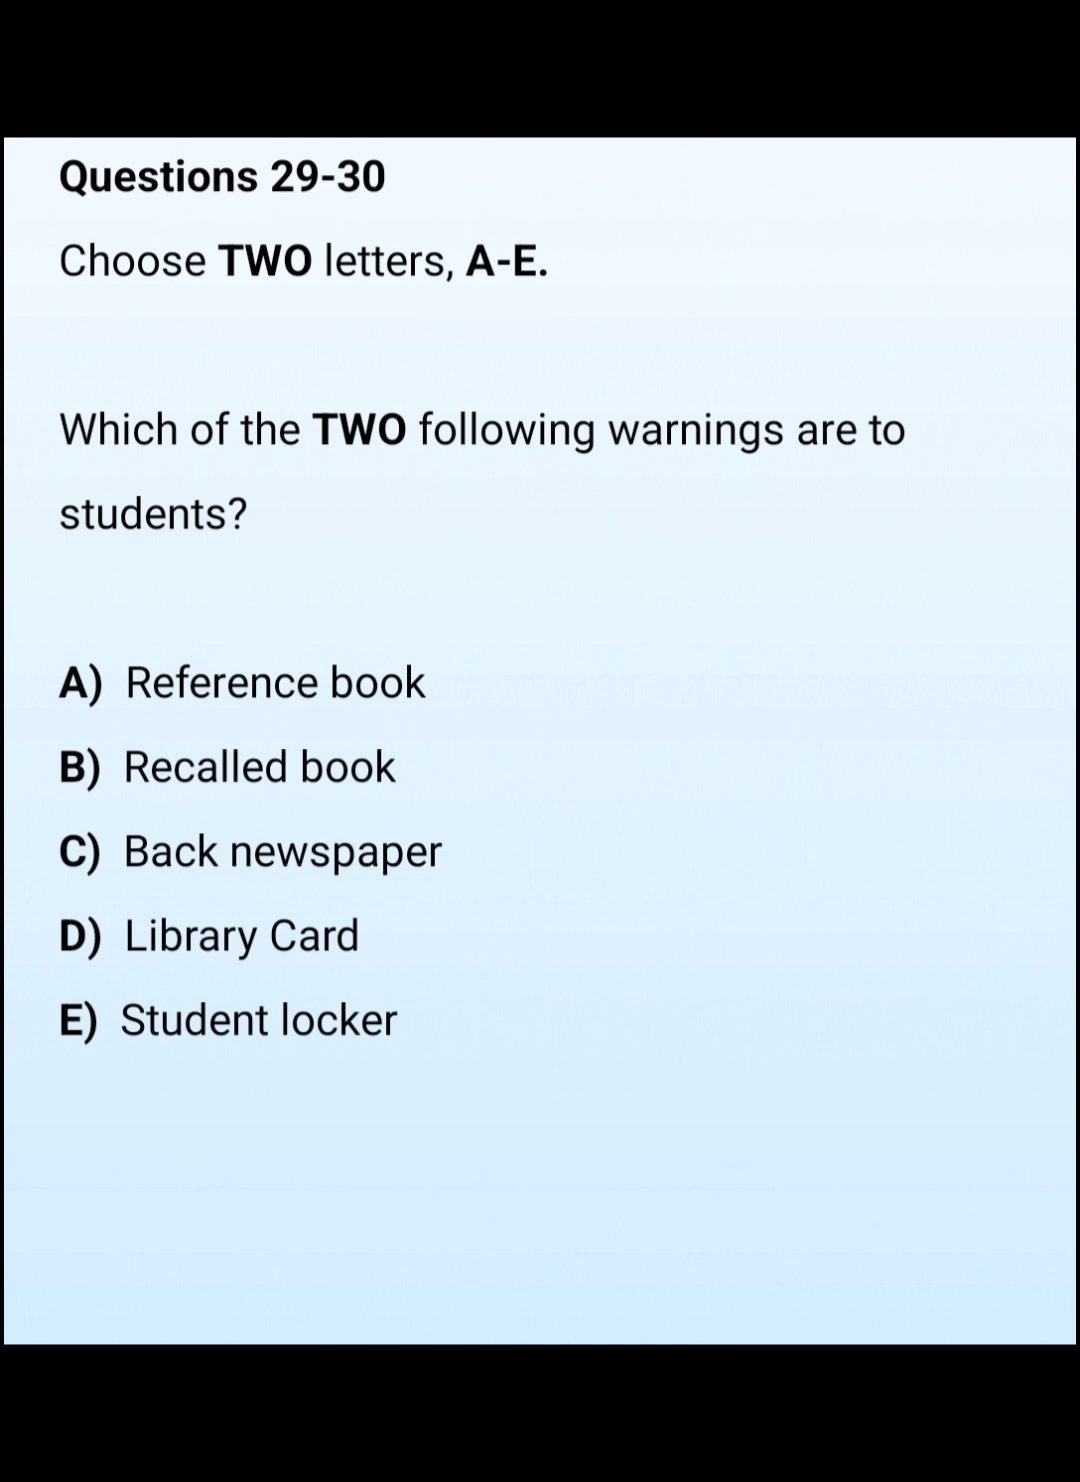 Questions 29-30
Choose TWO letters, A-E.
Which of the TWO following warnings are to
students?
A) Reference book
B) Recalled book
C) Back newspaper
D) Library Card
E) Student locker